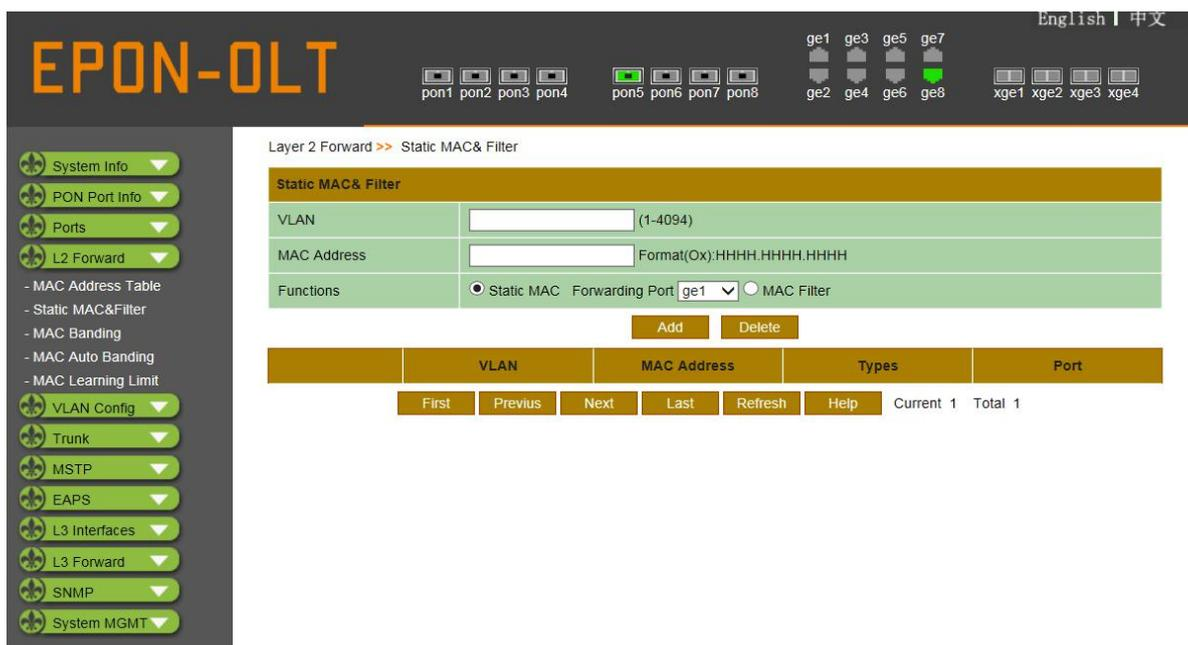 English | 中文
EPON-OLT
ge1 ge3 ge5 ge7
pon1 pon2 pon3 pon4 pon5 pon6 pon7 pon8 ge2 ge4 ge6 ge8 xge1 xge2 xge3 xge4
System Info
PON Port Info
Ports
L2 Forward
- MAC Address Table
- Static MAC&Filter
- MAC Banding
- MAC Auto Banding
- MAC Learning Limit
VLAN Config
Trunk
MSTP
EAPS
L3 Interfaces
L3 Forward
SNMP
System MGMT
Layer 2 Forward >> Static MAC& Filter
Static MAC& Filter
VLAN (1-4094)
MAC Address Format(Ox):HHHH.HHHH.HHHH
Functions Static MAC Forwarding Port ge1 MAC Filter
Add Delete
VLAN MAC Address Types Port
First Previus Next Last Refresh Help Current 1 Total 1